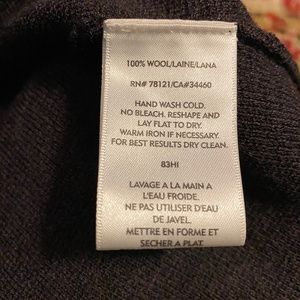 100% WOOL/LAINE/LANA
RN# 78121/CA#34460
HAND WASH COLD.
NO BLEACH. RESHAPE AND
LAY FLAT TO DRY.
WARM IRON IF NECESSARY.
FOR BEST RESULTS DRY CLEAN.
83HI
LAVAGE A LA MAIN A
L'EAU FROIDE.
NE PAS UTILISER D'EAU
DE JAVEL.
METTRE EN FORME ET
SECHER A PLAT.